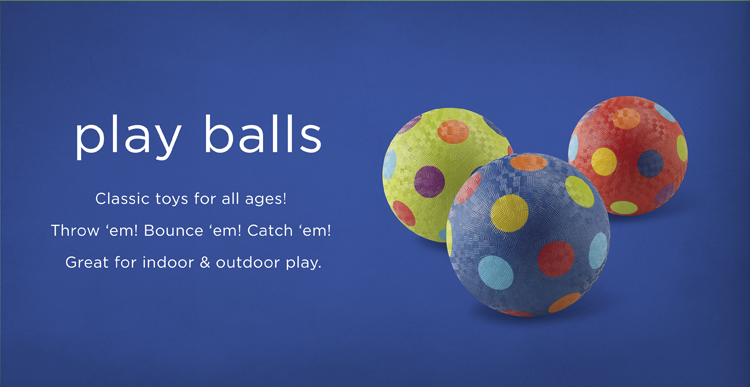 play balls
Classic toys for all ages!
Throw ‘em! Bounce ‘em! Catch ‘em!
Great for indoor & outdoor play.